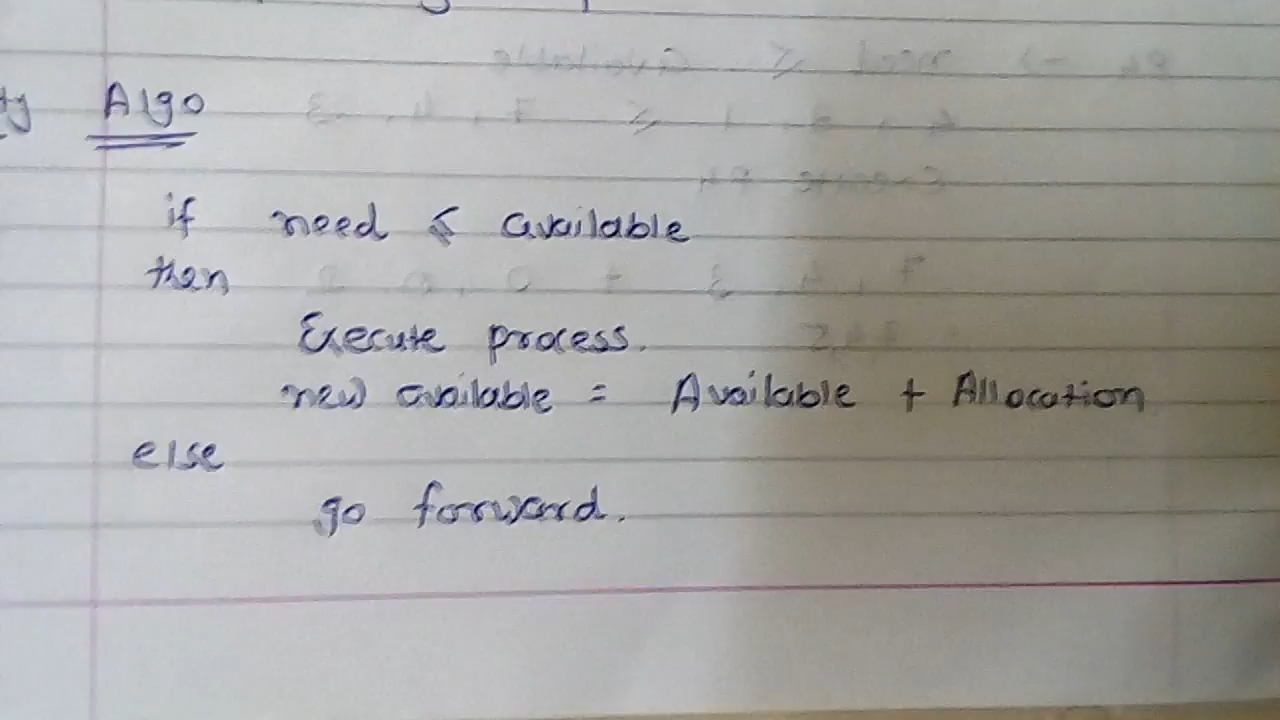 Algo
if need ≤ available
then
Execute process.
new available = Available + Allocation
else
go forward.